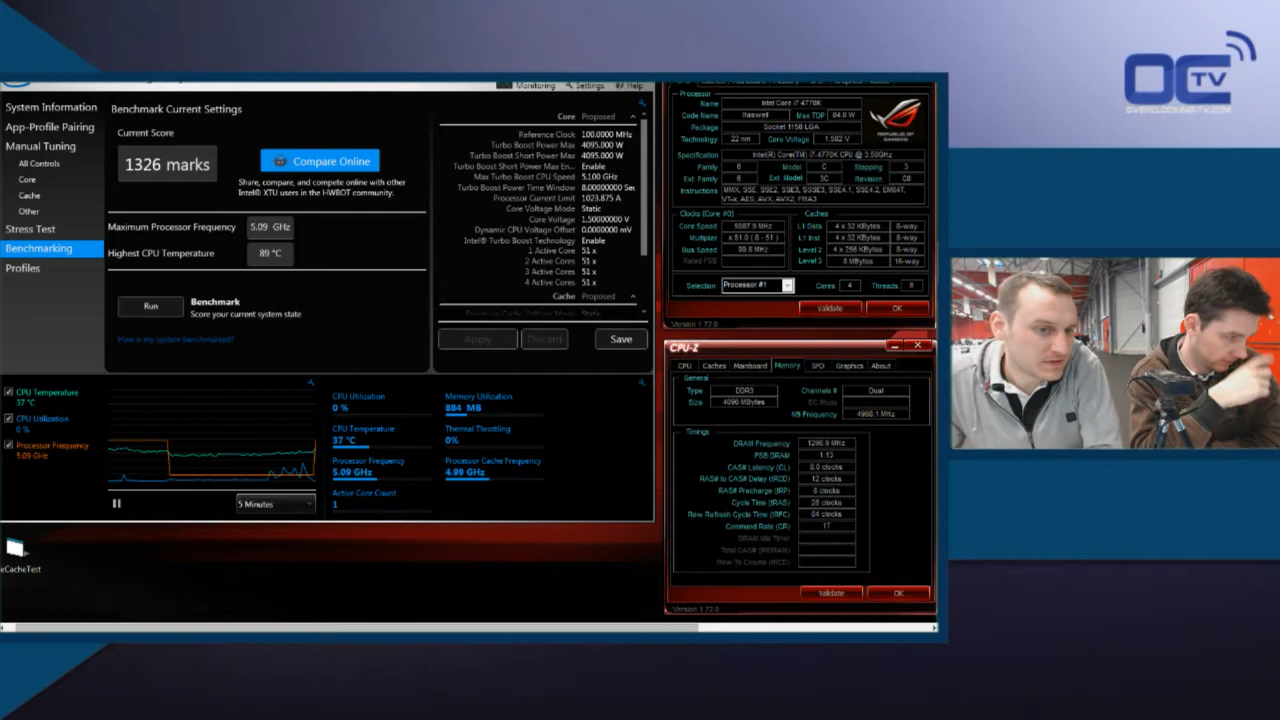 OC
TV
Monitoring
Settings
Help
System Information
App-Profile Pairing
Manual Tuning
All Controls
Core
Cache
Other
Stress Test
Benchmarking
Profiles
Benchmark Current Settings
Current Score
1326 marks
Compare Online
Share, compare, and compete online with other
Intel® XTU users in the HWBOT community.
Maximum Processor Frequency
5.09 GHz
Highest CPU Temperature
89 °C
Run
Benchmark
Score your current system state
How is my system benchmarked?
Core Proposed
Reference Clock 100.0000 MHz
Turbo Boost Power Max 4095.000 W
Turbo Boost Short Power Max 4095.000 W
Turbo Boost Short Power Max En... Enable
Max Turbo Boost CPU Speed 5.100 GHz
Turbo Boost Power Time Window 8.00000000 Sec
Processor Current Limit 1023.875 A
Core Voltage Mode Static
Core Voltage 1.50000000 V
Dynamic CPU Voltage Offset 0.0000000 mV
Intel® Turbo Boost Technology Enable
1 Active Core 51 x
2 Active Cores 51 x
3 Active Cores 51 x
4 Active Cores 51 x
Cache Proposed
Processor Cache Voltage Mode Static
Apply
Discard
Save
CPU Temperature
37 °C
CPU Utilization
0 %
Processor Frequency
5.09 GHz
5 Minutes
CPU Utilization
0 %
Memory Utilization
884 MB
CPU Temperature
37 °C
Thermal Throttling
0%
Processor Frequency
5.09 GHz
Processor Cache Frequency
4.99 GHz
Active Core Count
1
eCacheTest
Processor
Name Intel Core i7 4770K
Code Name Haswell Max TDP 84.0 W
Package Socket 1150 LGA
Technology 22 nm Core Voltage 1.502 V
REPUBLIC OF
GAMERS
Specification Intel(R) Core(TM) i7-4770K CPU @ 3.50GHz
Family 6 Model C Stepping 3
Ext. Family 6 Ext. Model 3C Revision C0
Instructions MMX, SSE, SSE2, SSE3, SSSE3, SSE4.1, SSE4.2, EM64T,
VT-x, AES, AVX, AVX2, FMA3
Clocks (Core #0)
Caches
Core Speed 5087.9 MHz
L1 Data 4 x 32 KBytes 8-way
Multiplier x 51.0 ( 8 - 51 )
L1 Inst. 4 x 32 KBytes 8-way
Bus Speed 99.8 MHz
Level 2 4 x 256 KBytes 8-way
Rated FSB
Level 3 8 MBytes 16-way
Selection Processor #1 Cores 4 Threads 8
Validate
OK
Version 1.72.0
CPU-Z
CPU Caches Mainboard Memory SPD Graphics About
General
Type DDR3 Channels # Dual
Size 4096 MBytes DC Mode
NB Frequency 4988.1 MHz
Timings
DRAM Frequency 1296.9 MHz
FSB:DRAM 1:13
CAS# Latency (CL) 8.0 clocks
RAS# to CAS# Delay (tRCD) 12 clocks
RAS# Precharge (tRP) 8 clocks
Cycle Time (tRAS) 28 clocks
Row Refresh Cycle Time (tRFC) 84 clocks
Command Rate (CR) 1T
DRAM Idle Timer
Total CAS# (tRDRAM)
Row To Column (tRCD)
Validate
OK
Version 1.72.0